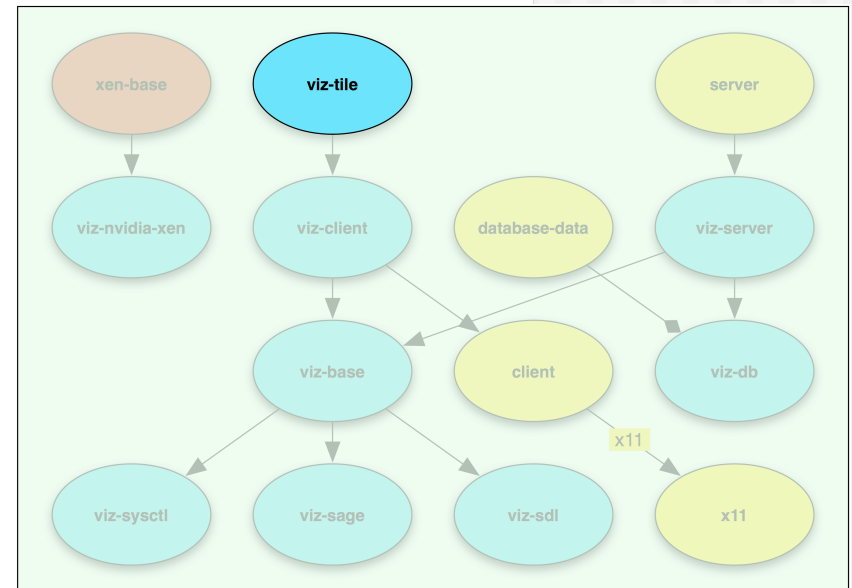 xen-base
viz-tile
server
viz-nvidia-xen
viz-client
database-data
viz-server
viz-base
client
viz-db
x11
viz-sysctl
viz-sage
viz-sdl
x11